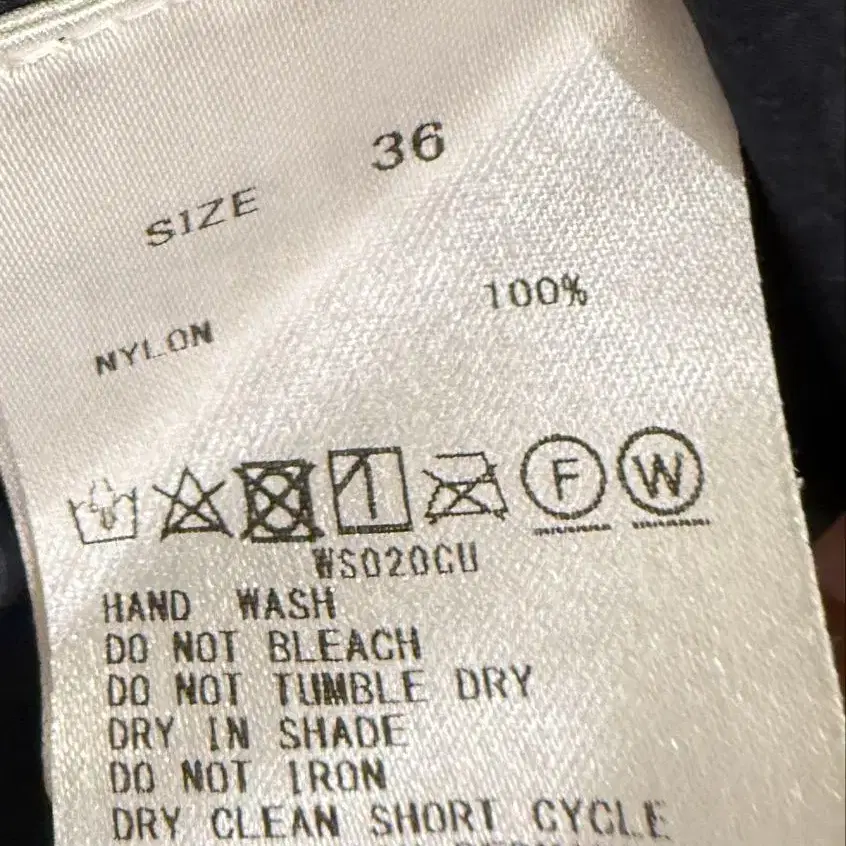 SIZE 36
NYLON 100%
F W
WS020CU
HAND WASH
DO NOT BLEACH
DO NOT TUMBLE DRY
DRY IN SHADE
DO NOT IRON
DRY CLEAN SHORT CYCLE